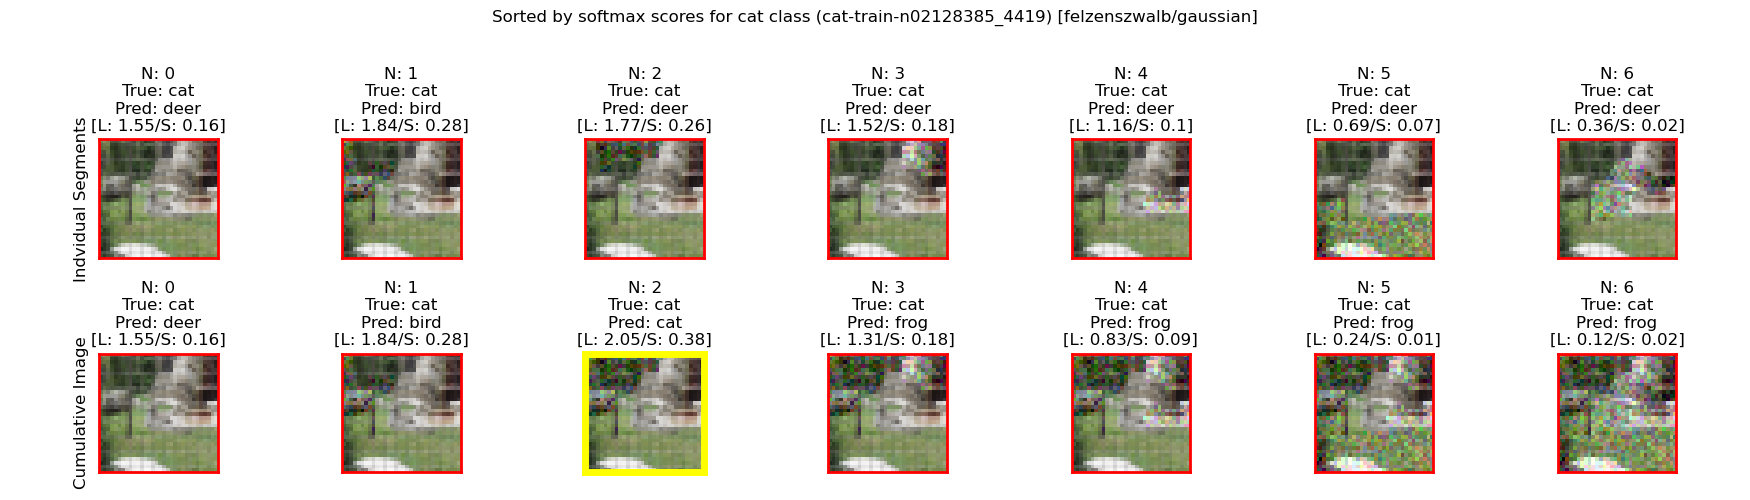 Sorted by softmax scores for cat class (cat-train-n02128385_4419) [felzenszwalb/gaussian]
Indvidual Segments
N: 0
True: cat
Pred: deer
[L: 1.55/S: 0.16]
N: 1
True: cat
Pred: bird
[L: 1.84/S: 0.28]
N: 2
True: cat
Pred: deer
[L: 1.77/S: 0.26]
N: 3
True: cat
Pred: deer
[L: 1.52/S: 0.18]
N: 4
True: cat
Pred: deer
[L: 1.16/S: 0.1]
N: 5
True: cat
Pred: deer
[L: 0.69/S: 0.07]
N: 6
True: cat
Pred: deer
[L: 0.36/S: 0.02]
Cumulative Image
N: 0
True: cat
Pred: deer
[L: 1.55/S: 0.16]
N: 1
True: cat
Pred: bird
[L: 1.84/S: 0.28]
N: 2
True: cat
Pred: cat
[L: 2.05/S: 0.38]
N: 3
True: cat
Pred: frog
[L: 1.31/S: 0.18]
N: 4
True: cat
Pred: frog
[L: 0.83/S: 0.09]
N: 5
True: cat
Pred: frog
[L: 0.24/S: 0.01]
N: 6
True: cat
Pred: frog
[L: 0.12/S: 0.02]